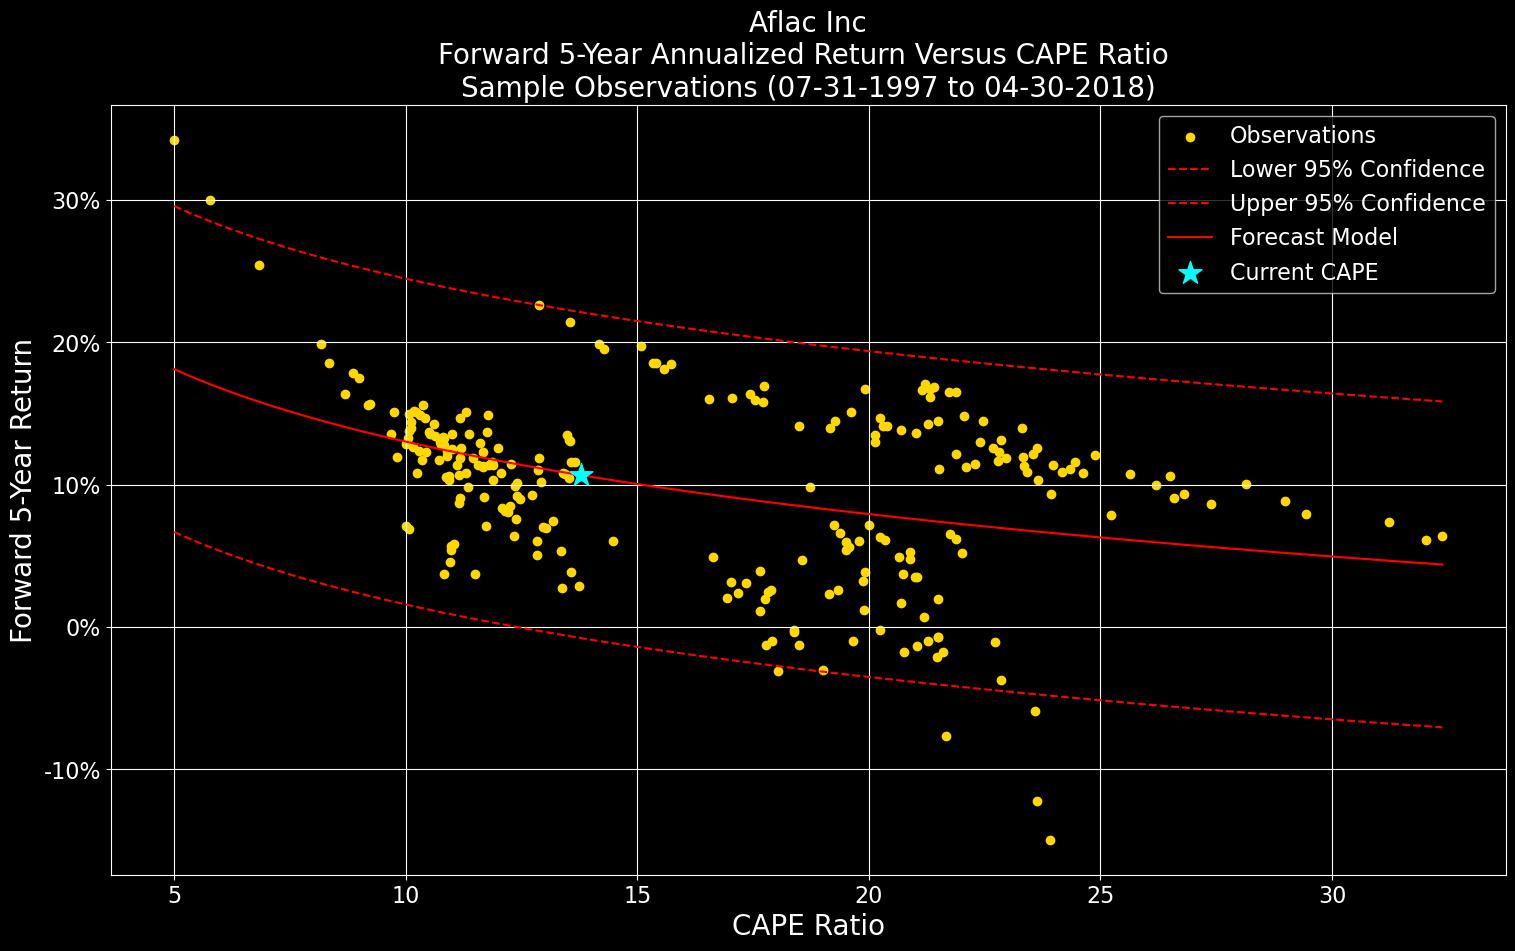 Aflac Inc
Forward 5-Year Annualized Return Versus CAPE Ratio
Sample Observations (07-31-1997 to 04-30-2018)
Observations
Lower 95% Confidence
Upper 95% Confidence
Forecast Model
Current CAPE
Forward 5-Year Return
30%
20%
10%
0%
-10%
5 10 15 20 25 30
CAPE Ratio